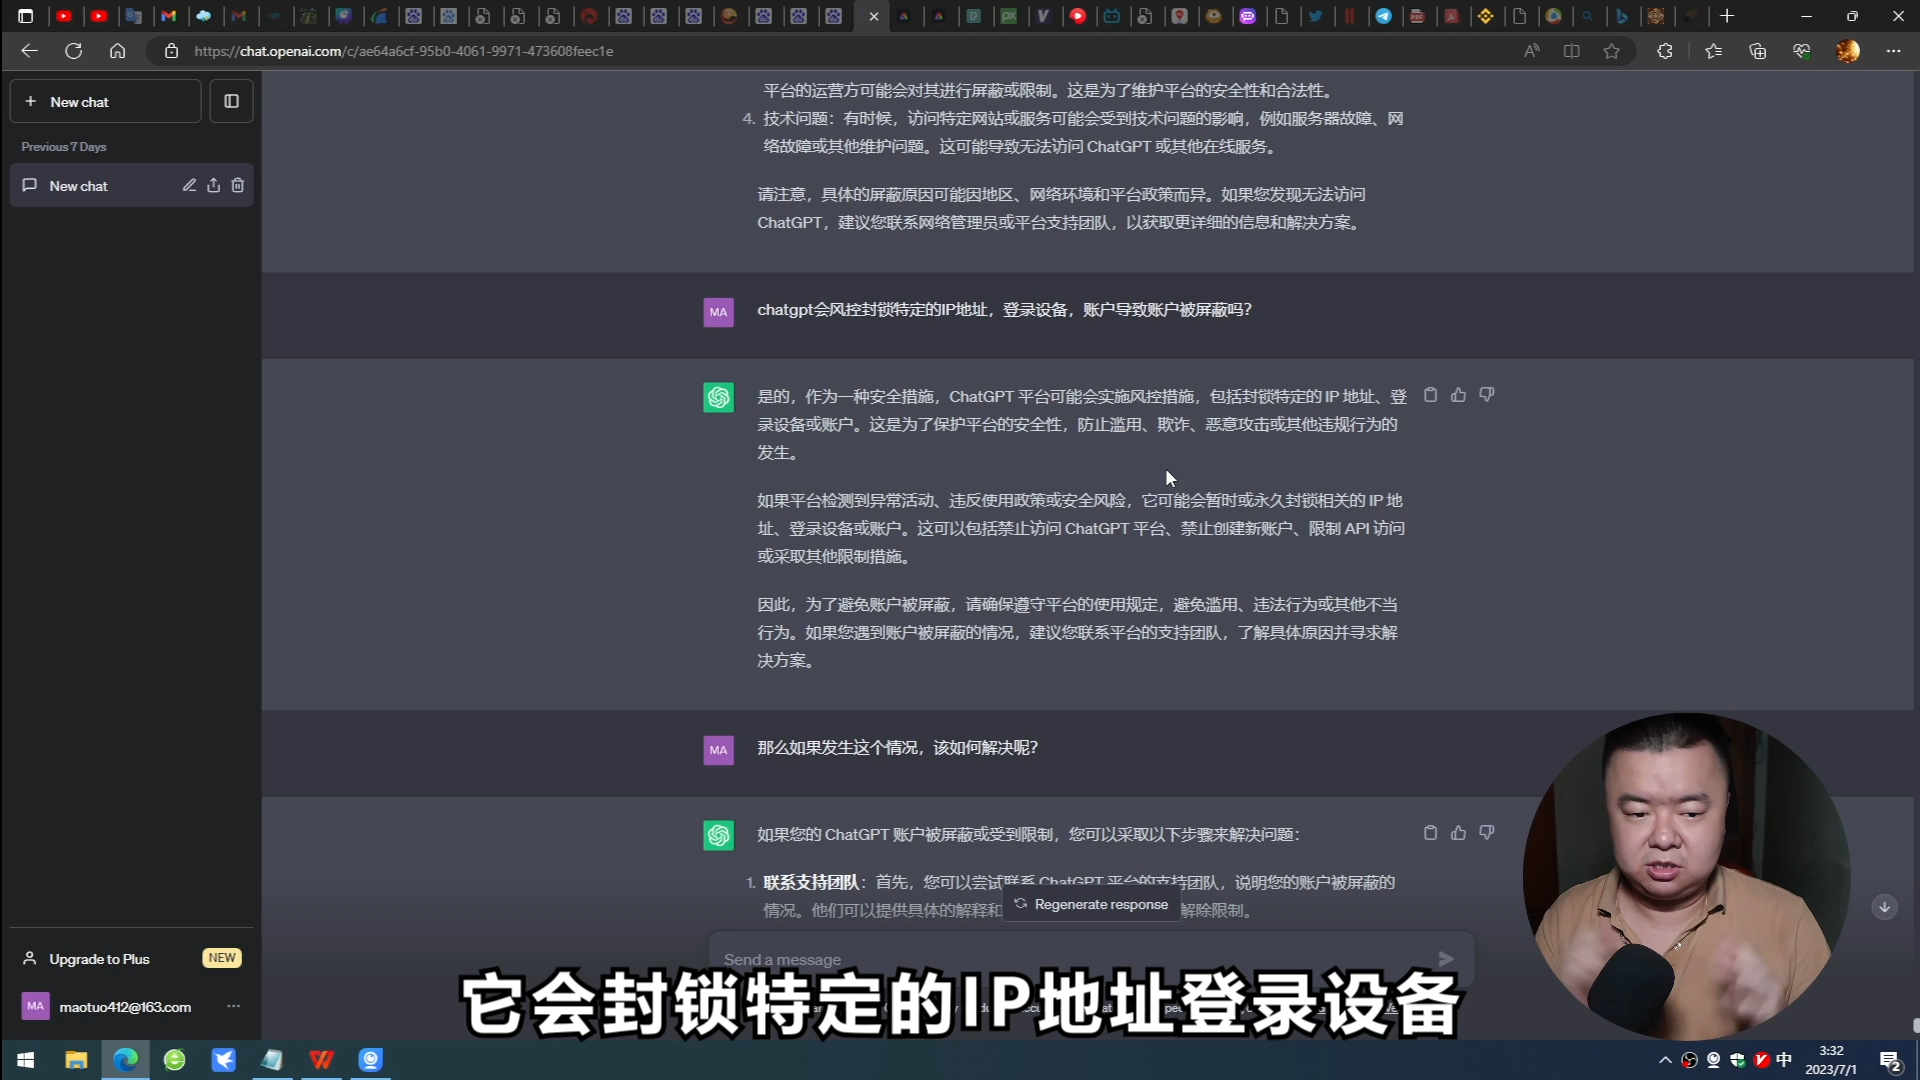 https://chat.openai.com/c/ae64a6cf-95b0-4061-9971-473608feec1e
New chat
Previous 7 Days
New chat
平台的运营方可能会对其进行屏蔽或限制。这是为了维护平台的安全性和合法性。
4. 技术问题：有时候，访问特定网站或服务可能会受到技术问题的影响，例如服务器故障、网
络故障或其他维护问题。这可能导致无法访问 ChatGPT 或其他在线服务。
请注意，具体的屏蔽原因可能因地区、网络环境和平台政策而异。如果您发现无法访问
ChatGPT，建议您联系网络管理员或平台支持团队，以获取更详细的信息和解决方案。
MA
chatgpt会风控封锁特定的IP地址，登录设备，账户导致账户被屏蔽吗？
是的，作为一种安全措施，ChatGPT 平台可能会实施风控措施，包括封锁特定的 IP 地址、登
录设备或账户。这是为了保护平台的安全性，防止滥用、欺诈、恶意攻击或其他违规行为的
发生。
如果平台检测到异常活动、违反使用政策或安全风险，它可能会暂时或永久封锁相关的 IP 地
址、登录设备或账户。这可以包括禁止访问 ChatGPT 平台、禁止创建新账户、限制 API 访问
或采取其他限制措施。
因此，为了避免账户被屏蔽，请确保遵守平台的使用规定，避免滥用、违法行为或其他不当
行为。如果您遇到账户被屏蔽的情况，建议您联系平台的支持团队，了解具体原因并寻求解
决方案。
MA
那么如果发生这个情况，该如何解决呢？
如果您的 ChatGPT 账户被屏蔽或受到限制，您可以采取以下步骤来解决问题：
1. 联系支持团队：首先，您可以尝试联系 ChatGPT 平台的支持团队，说明您的账户被屏蔽的
情况。他们可以提供具体的解释和
解除限制。
Regenerate response
Send a message
Upgrade to Plus
NEW
MA
maotuo412@163.com
它会封锁特定的IP地址登录设备
中
3:32
2023/7/1
2